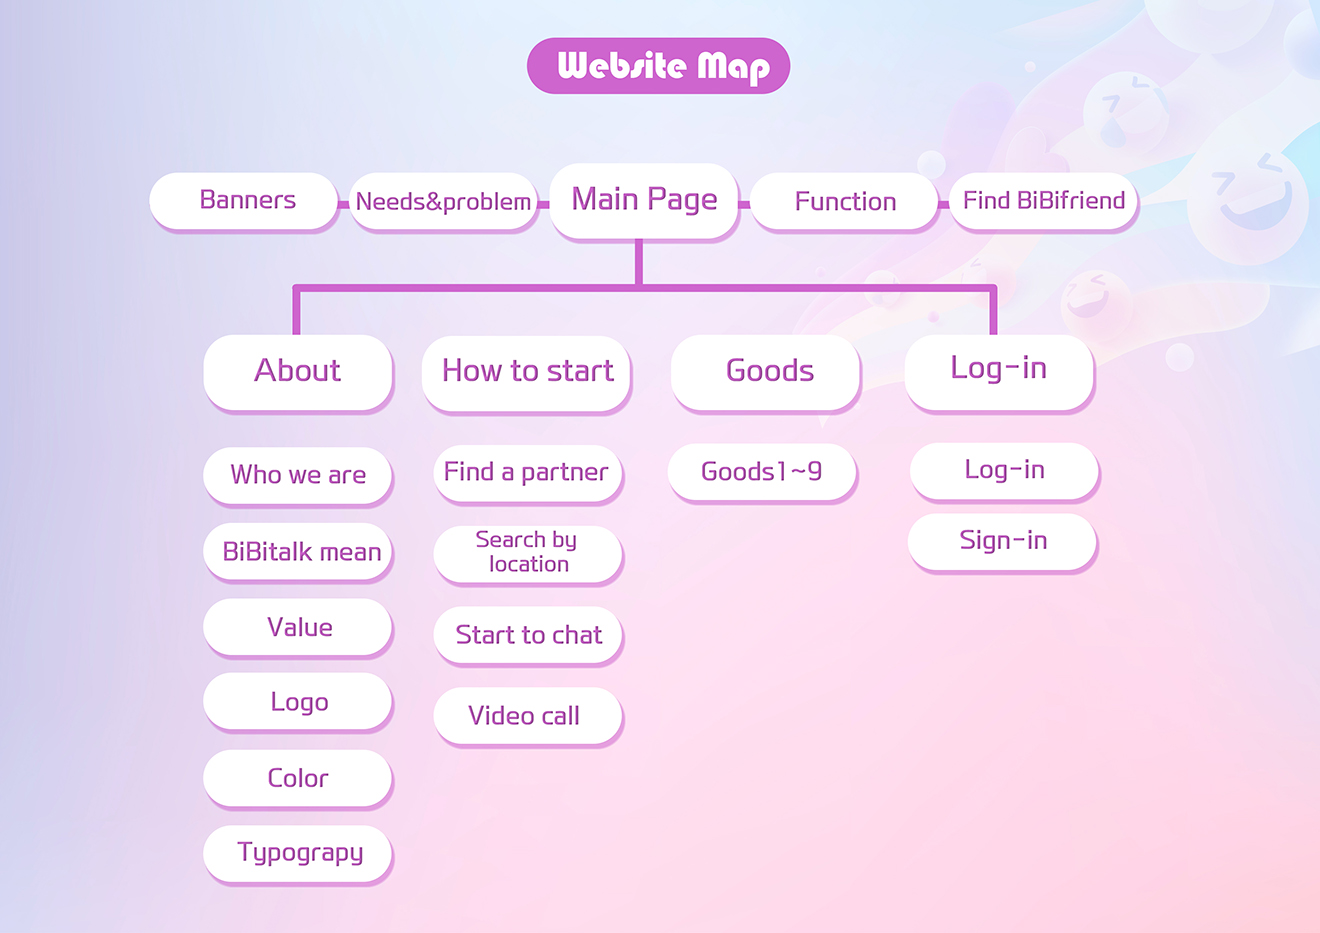 Website Map
Banners
Needs&problem
Main Page
Function
Find BiBifriend
About
How to start
Goods
Log-in
Who we are
BiBitalk mean
Value
Logo
Color
Typograpy
Find a partner
Search by
location
Start to chat
Video call
Goods1~9
Log-in
Sign-in